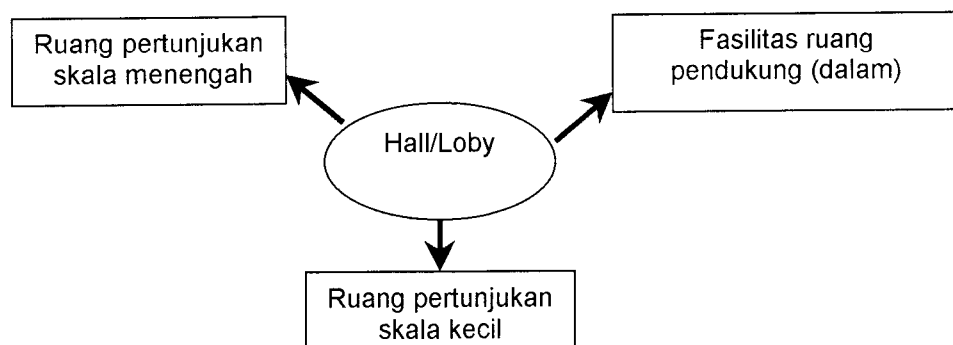 Ruang pertunjukan
skala menengah
Fasilitas ruang
pendukung (dalam)
Hall/Loby
Ruang pertunjukan
skala kecil